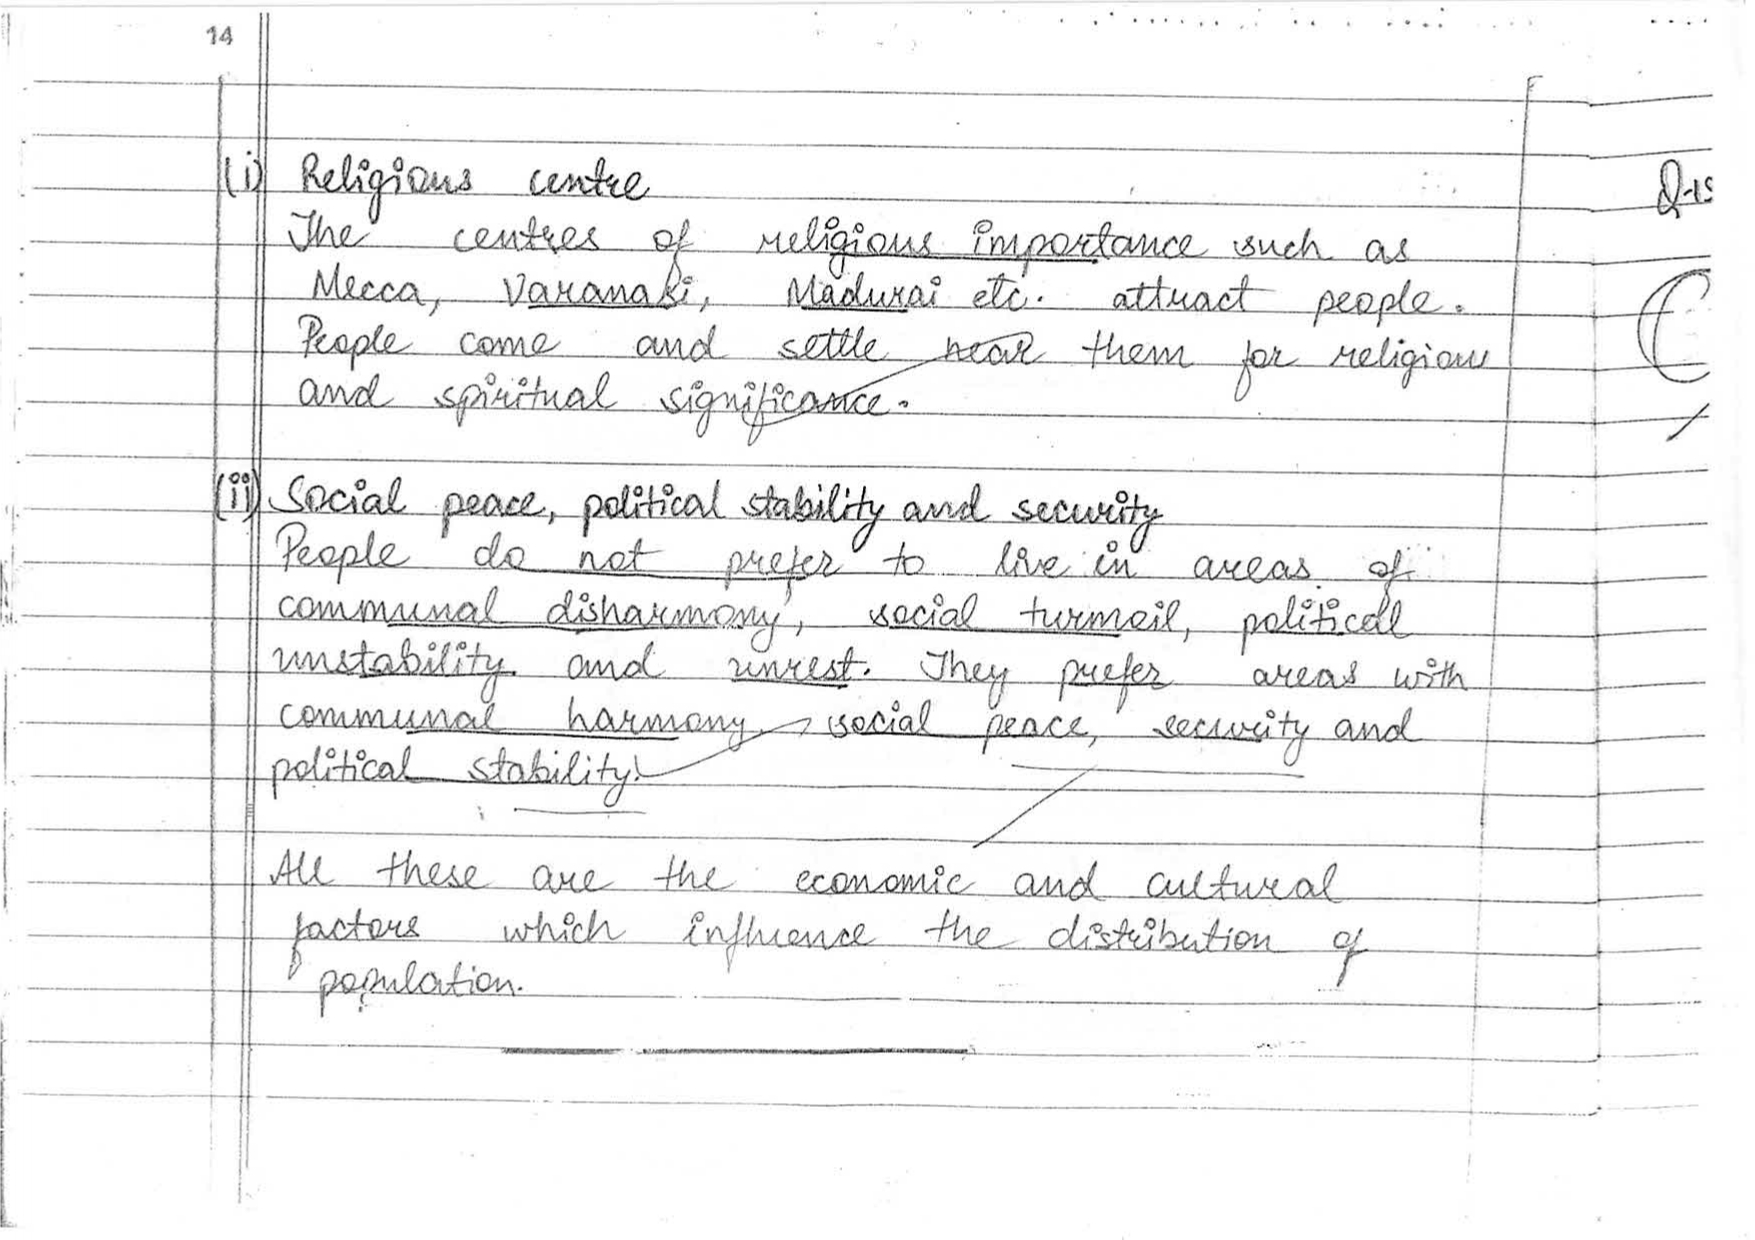 14
(i) Religious centre
The centres of religious importance such as
Mecca, Varanasi, Madurai etc. attract people.
People come and settle near them for religious
and spiritual significance.
(ii) Social peace, political stability and security
People do not prefer to live in areas of
communal disharmony, social turmoil, political
unstability and unrest. They prefer areas with
communal harmony, social peace, security and
political stability.
All these are the economic and cultural
factors which influence the distribution of
population.
Q-15